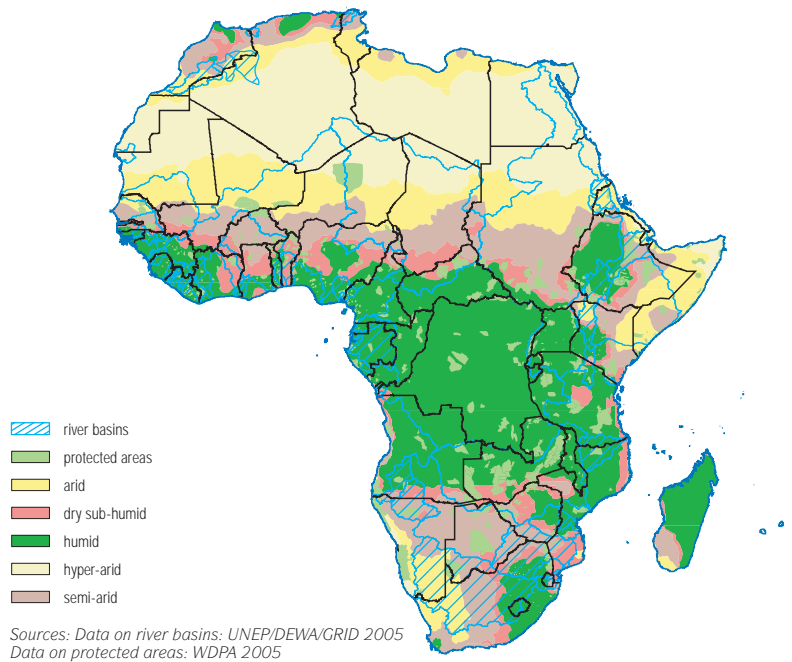 river basins
protected areas
arid
dry sub-humid
humid
hyper-arid
semi-arid
Sources: Data on river basins: UNEP/DEWA/GRID 2005
Data on protected areas: WDPA 2005